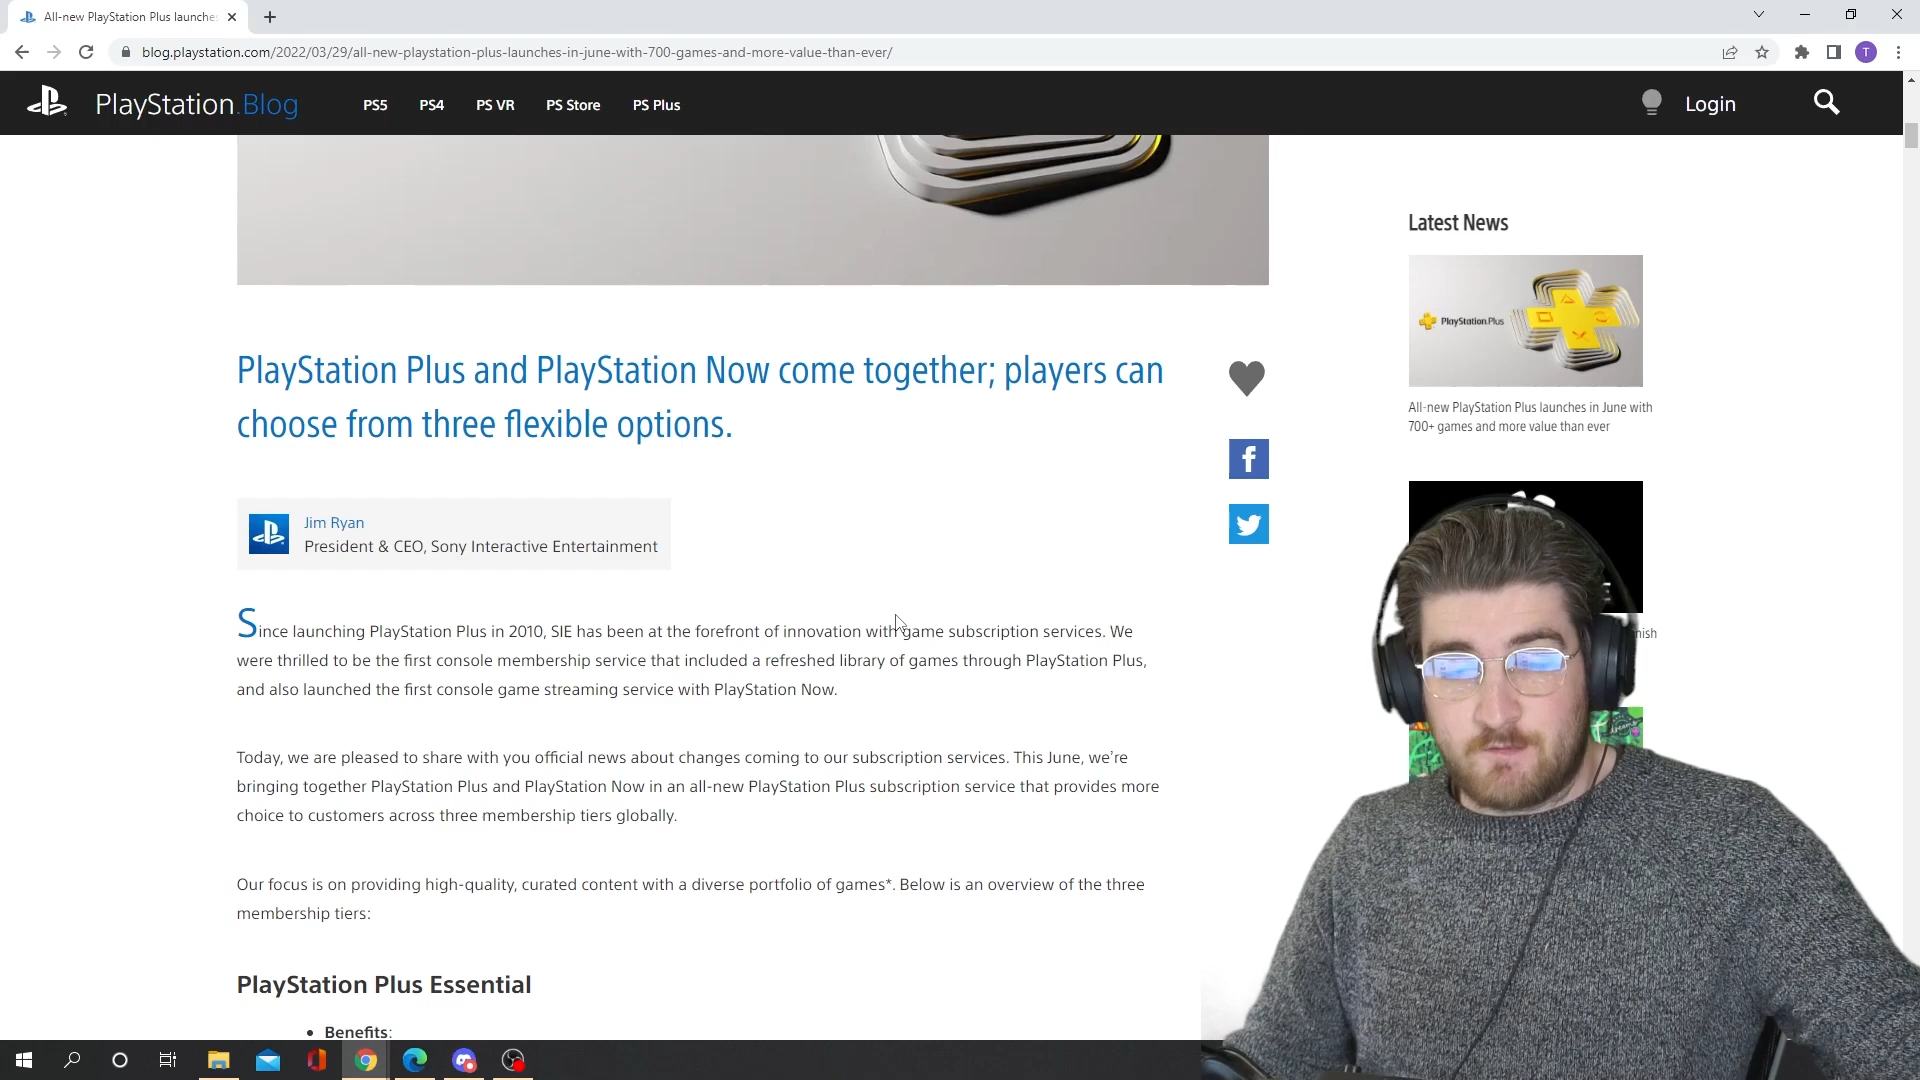 All-new PlayStation Plus launches
blog.playstation.com/2022/03/29/all-new-playstation-plus-launches-in-june-with-700-games-and-more-value-than-ever/
T
PlayStation.Blog
PS5
PS4
PS VR
PS Store
PS Plus
Login
PlayStation Plus and PlayStation Now come together; players can
choose from three flexible options.
Jim Ryan
President & CEO, Sony Interactive Entertainment
Since launching PlayStation Plus in 2010, SIE has been at the forefront of innovation with game subscription services. We
were thrilled to be the first console membership service that included a refreshed library of games through PlayStation Plus,
and also launched the first console game streaming service with PlayStation Now.
Today, we are pleased to share with you official news about changes coming to our subscription services. This June, we’re
bringing together PlayStation Plus and PlayStation Now in an all-new PlayStation Plus subscription service that provides more
choice to customers across three membership tiers globally.
Our focus is on providing high-quality, curated content with a diverse portfolio of games*. Below is an overview of the three
membership tiers:
PlayStation Plus Essential
• Benefits:
Latest News
PlayStation.Plus
All-new PlayStation Plus launches in June with
700+ games and more value than ever